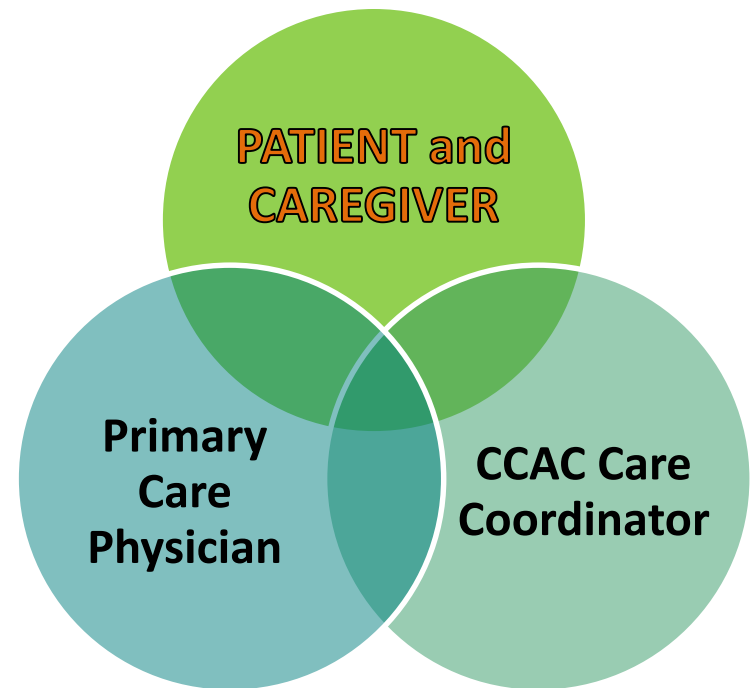 PATIENT and
CAREGIVER
Primary
Care
Physician
CCAC Care
Coordinator